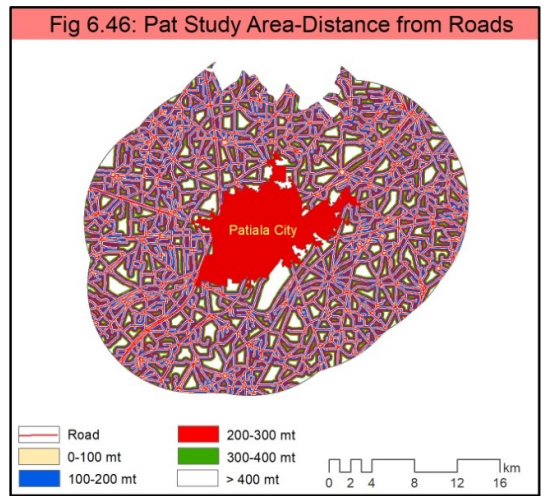 Fig 6.46: Pat Study Area-Distance from Roads
Patiala City
Road
0-100 mt
100-200 mt
200-300 mt
300-400 mt
> 400 mt
km
0 2 4 8 12 16